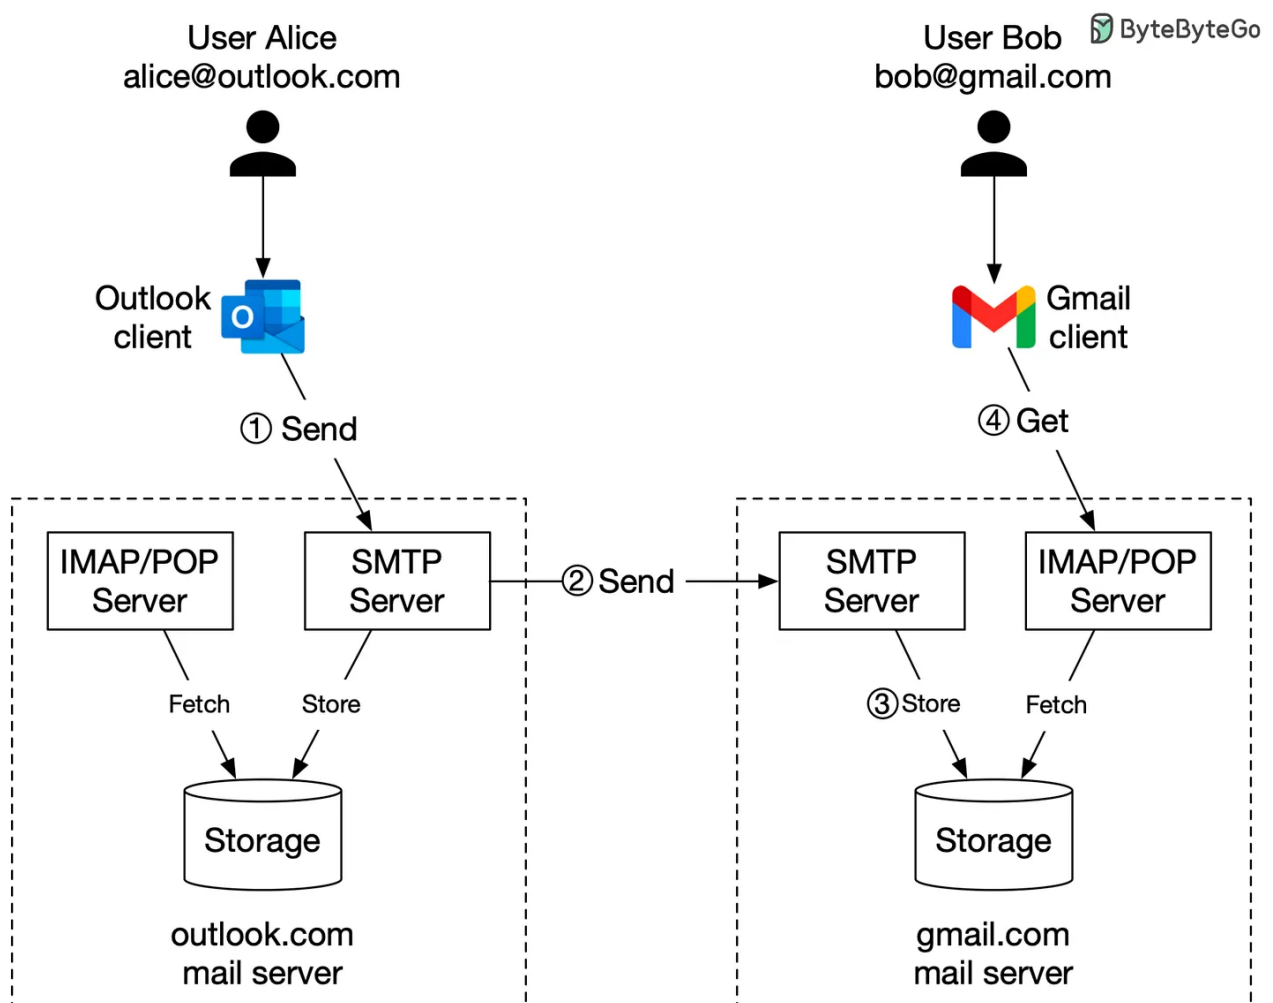 User Alice
alice@outlook.com
User Bob
bob@gmail.com
ByteByteGo
Outlook
client
O
Gmail
client
① Send
④ Get
IMAP/POP
Server
SMTP
Server
② Send
SMTP
Server
IMAP/POP
Server
Fetch
Store
③ Store
Fetch
Storage
Storage
outlook.com
mail server
gmail.com
mail server